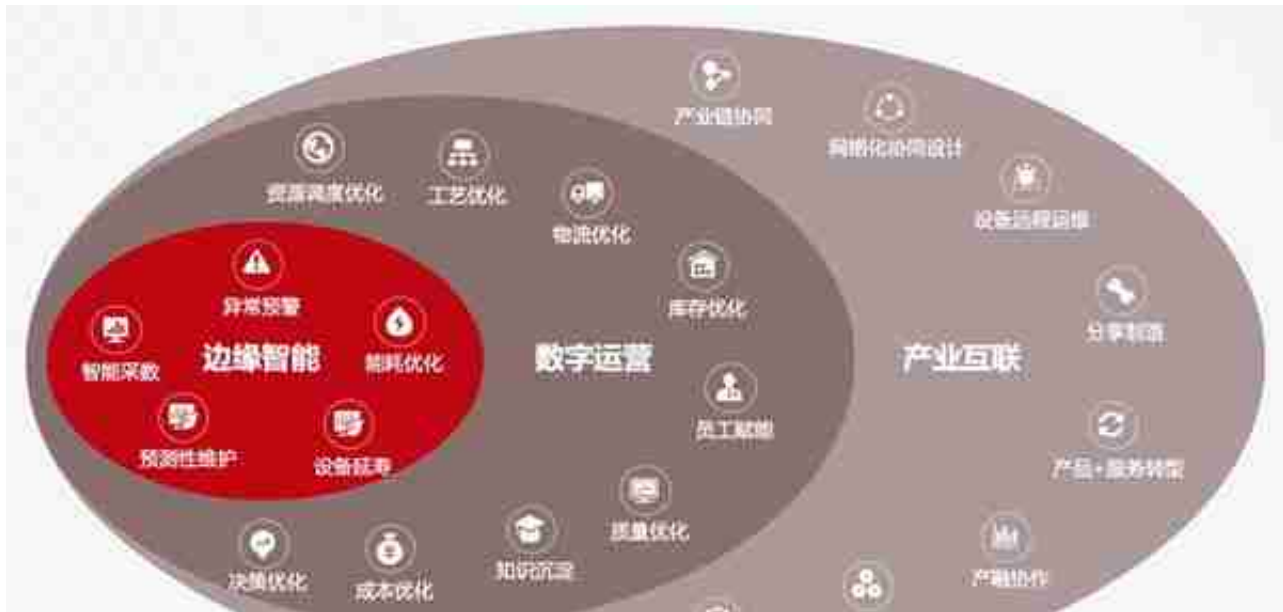 产业链协同
网络化协同设计
资源调度优化
工艺优化
设备远程运维
物流优化
异常预警
库存优化
分享制造
智能采数
边缘智能
能耗优化
数字运营
产业互联
员工赋能
预测性维护
设备延寿
产品+服务转型
质量优化
决策优化
成本优化
知识沉淀
产融协作